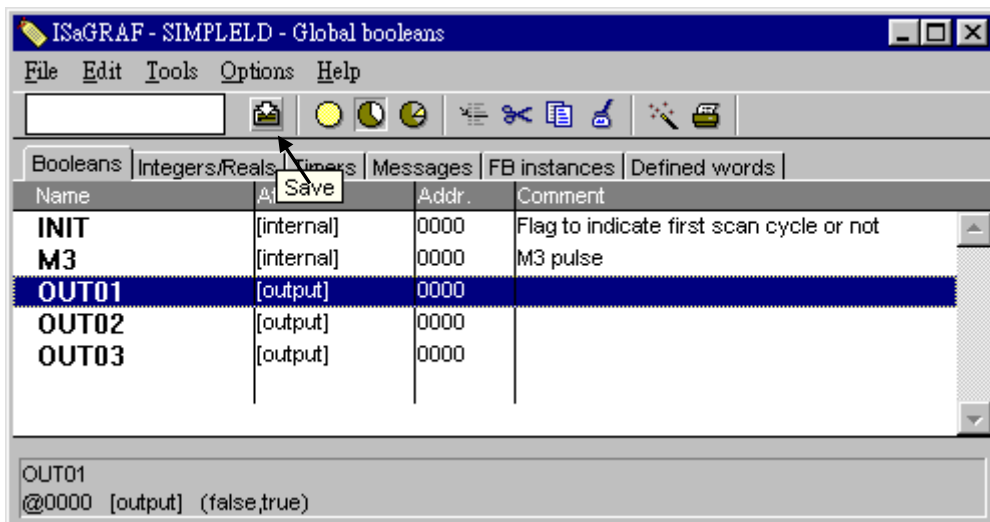 ISaGRAF - SIMPLELD - Global booleans
File Edit Tools Options Help
Booleans Integers/Reals Timers Messages FB instances Defined words
Save
Name Addr. Comment
INIT [internal] 0000 Flag to indicate first scan cycle or not
M3 [internal] 0000 M3 pulse
OUT01 [output] 0000
OUT02 [output] 0000
OUT03 [output] 0000
OUT01
@0000 [output] (false,true)